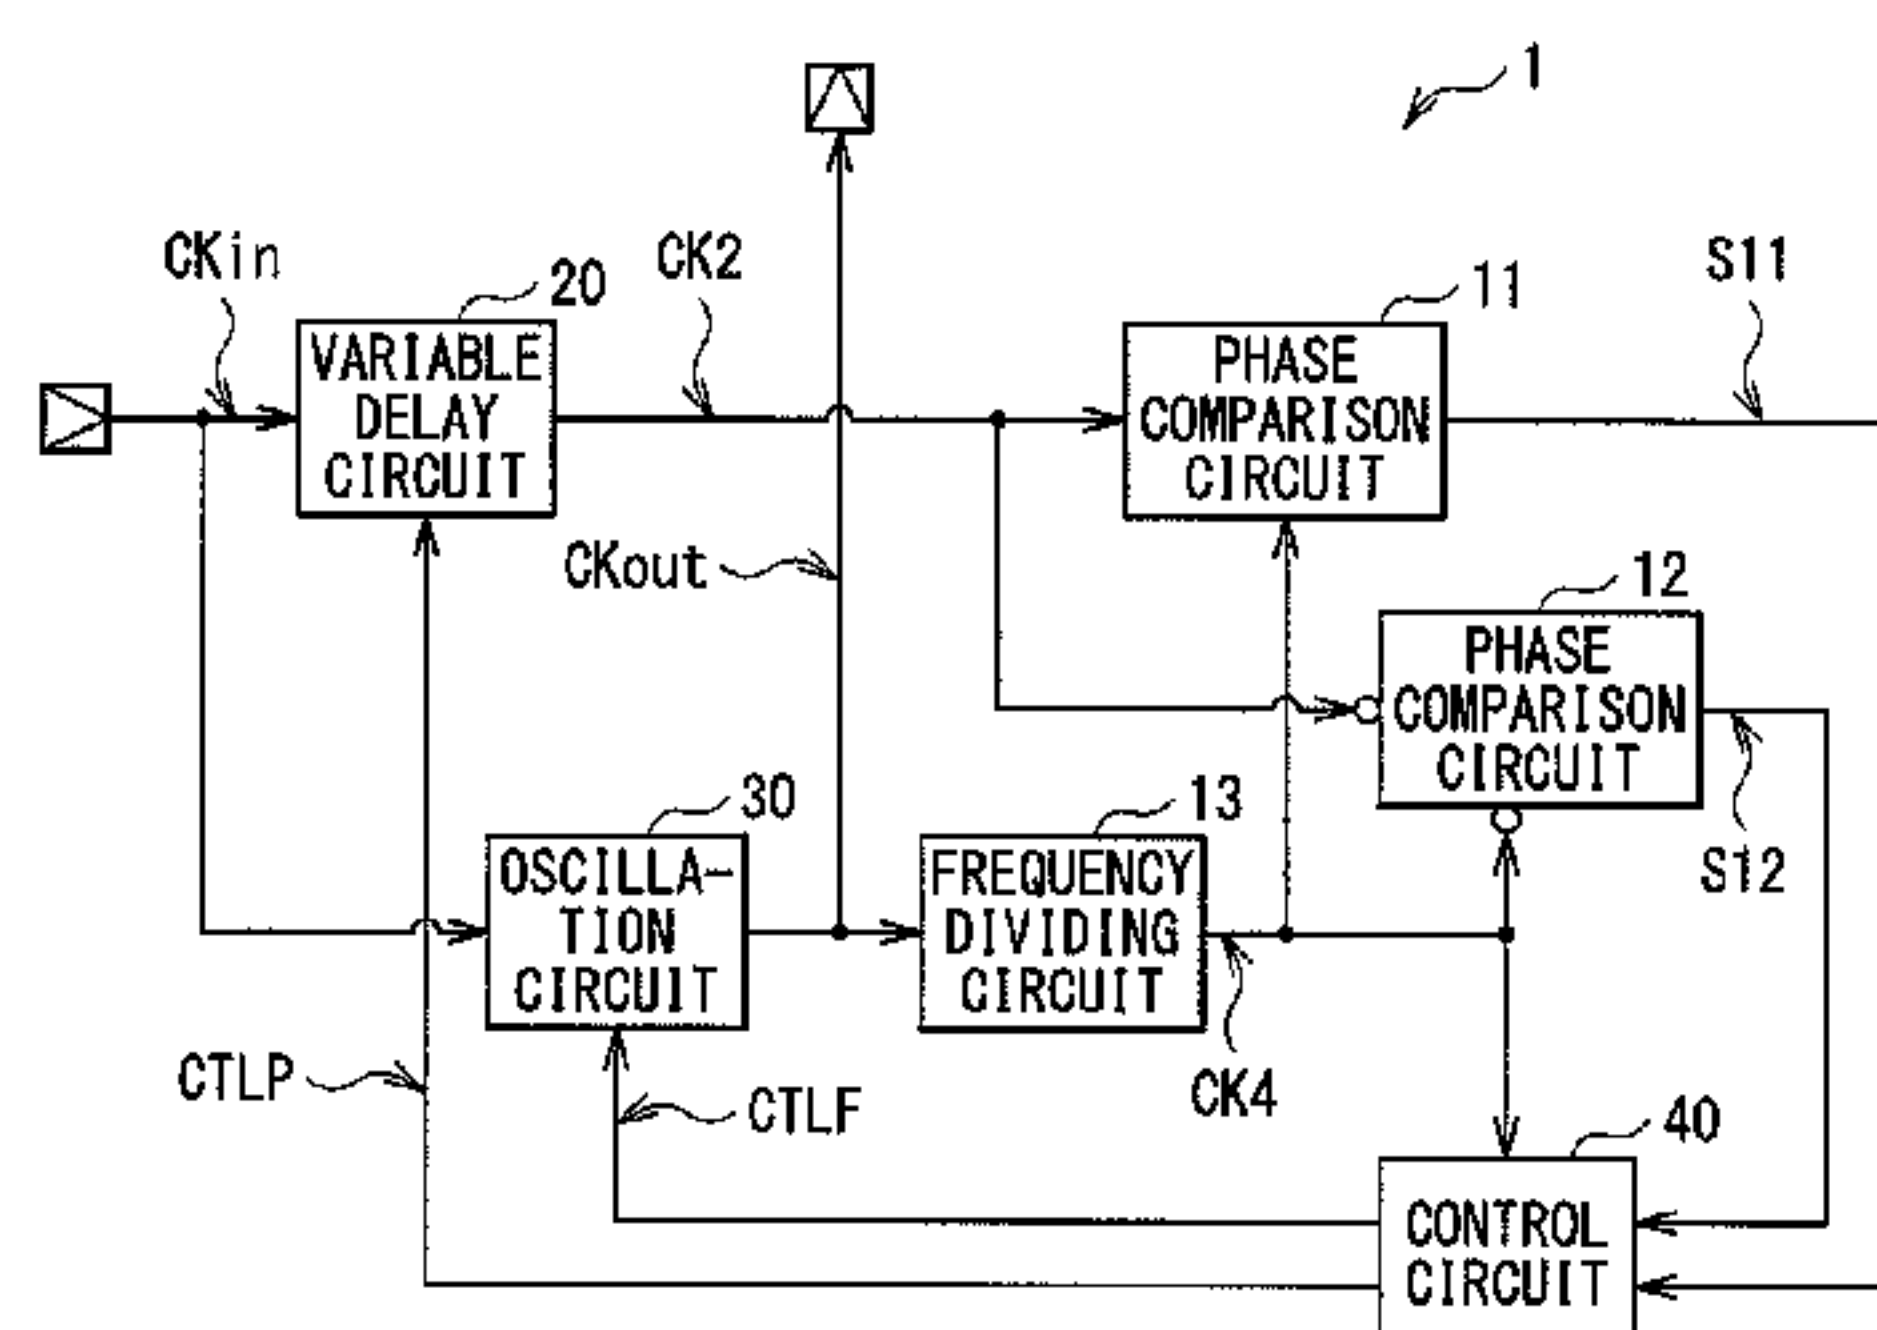 1
CKin
20
CK2
11
S11
VARIABLE
DELAY
CIRCUIT
PHASE
COMPARISON
CIRCUIT
CKout
12
PHASE
COMPARISON
CIRCUIT
30
13
S12
OSCILLA-
TION
CIRCUIT
FREQUENCY
DIVIDING
CIRCUIT
CTLP
CTLF
CK4
40
CONTROL
CIRCUIT